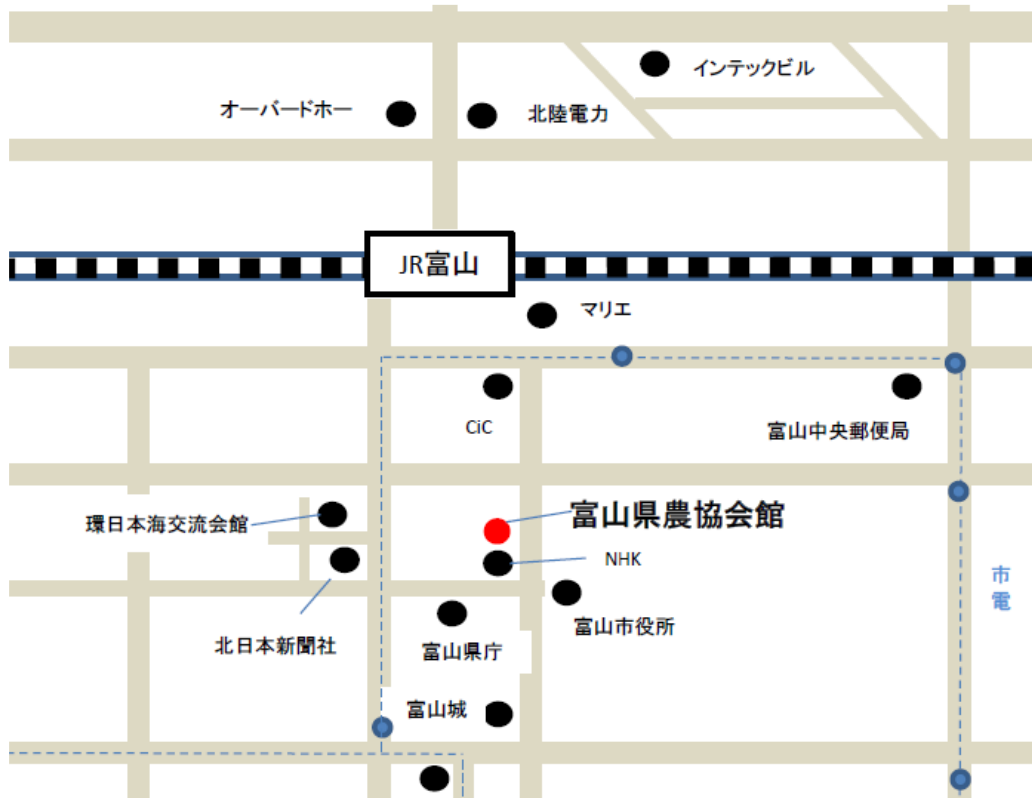 インテックビル
オーバードホー
北陸電力
JR富山
マリエ
CiC
富山中央郵便局
富山県農協会館
環日本海交流会館
NHK
市電
富山市役所
北日本新聞社
富山県庁
富山城